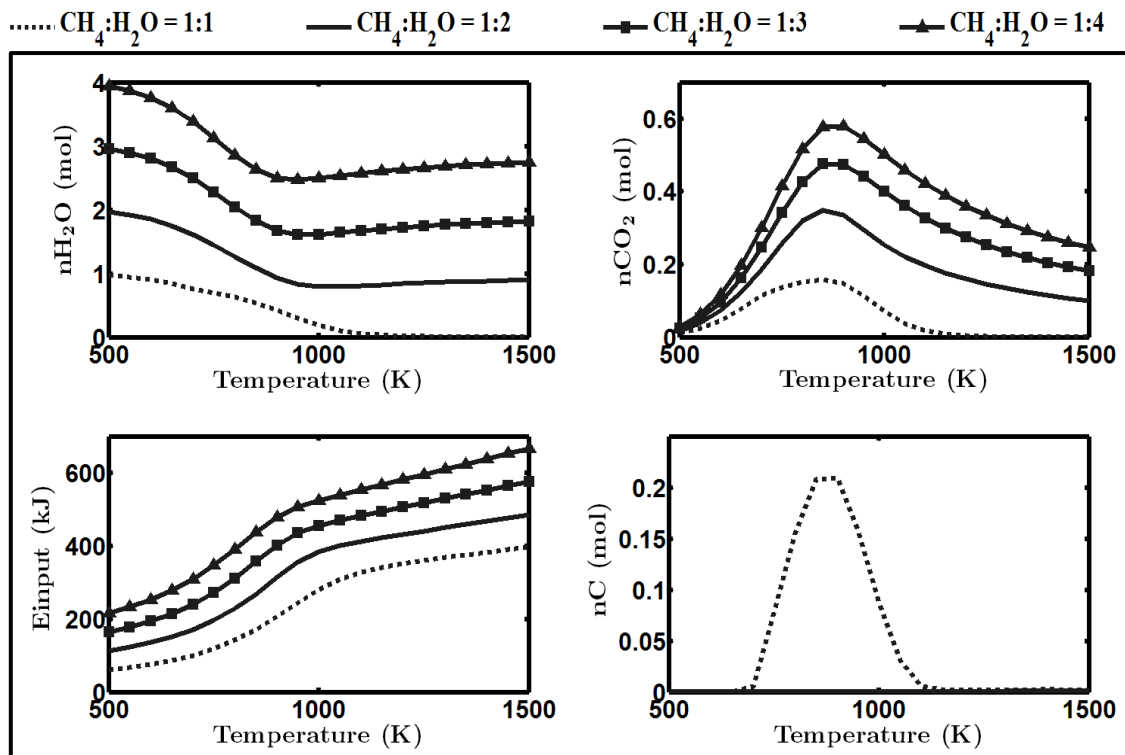 CH4:H2O = 1:1 CH4:H2O = 1:2 CH4:H2O = 1:3 CH4:H2O = 1:4
nH2O (mol)
4
3
2
1
0
500 1000 1500
Temperature (K)
nCO2 (mol)
0.6
0.4
0.2
0
500 1000 1500
Temperature (K)
Einput (kJ)
600
400
200
0
500 1000 1500
Temperature (K)
nC (mol)
0.2
0.15
0.1
0.05
0
500 1000 1500
Temperature (K)